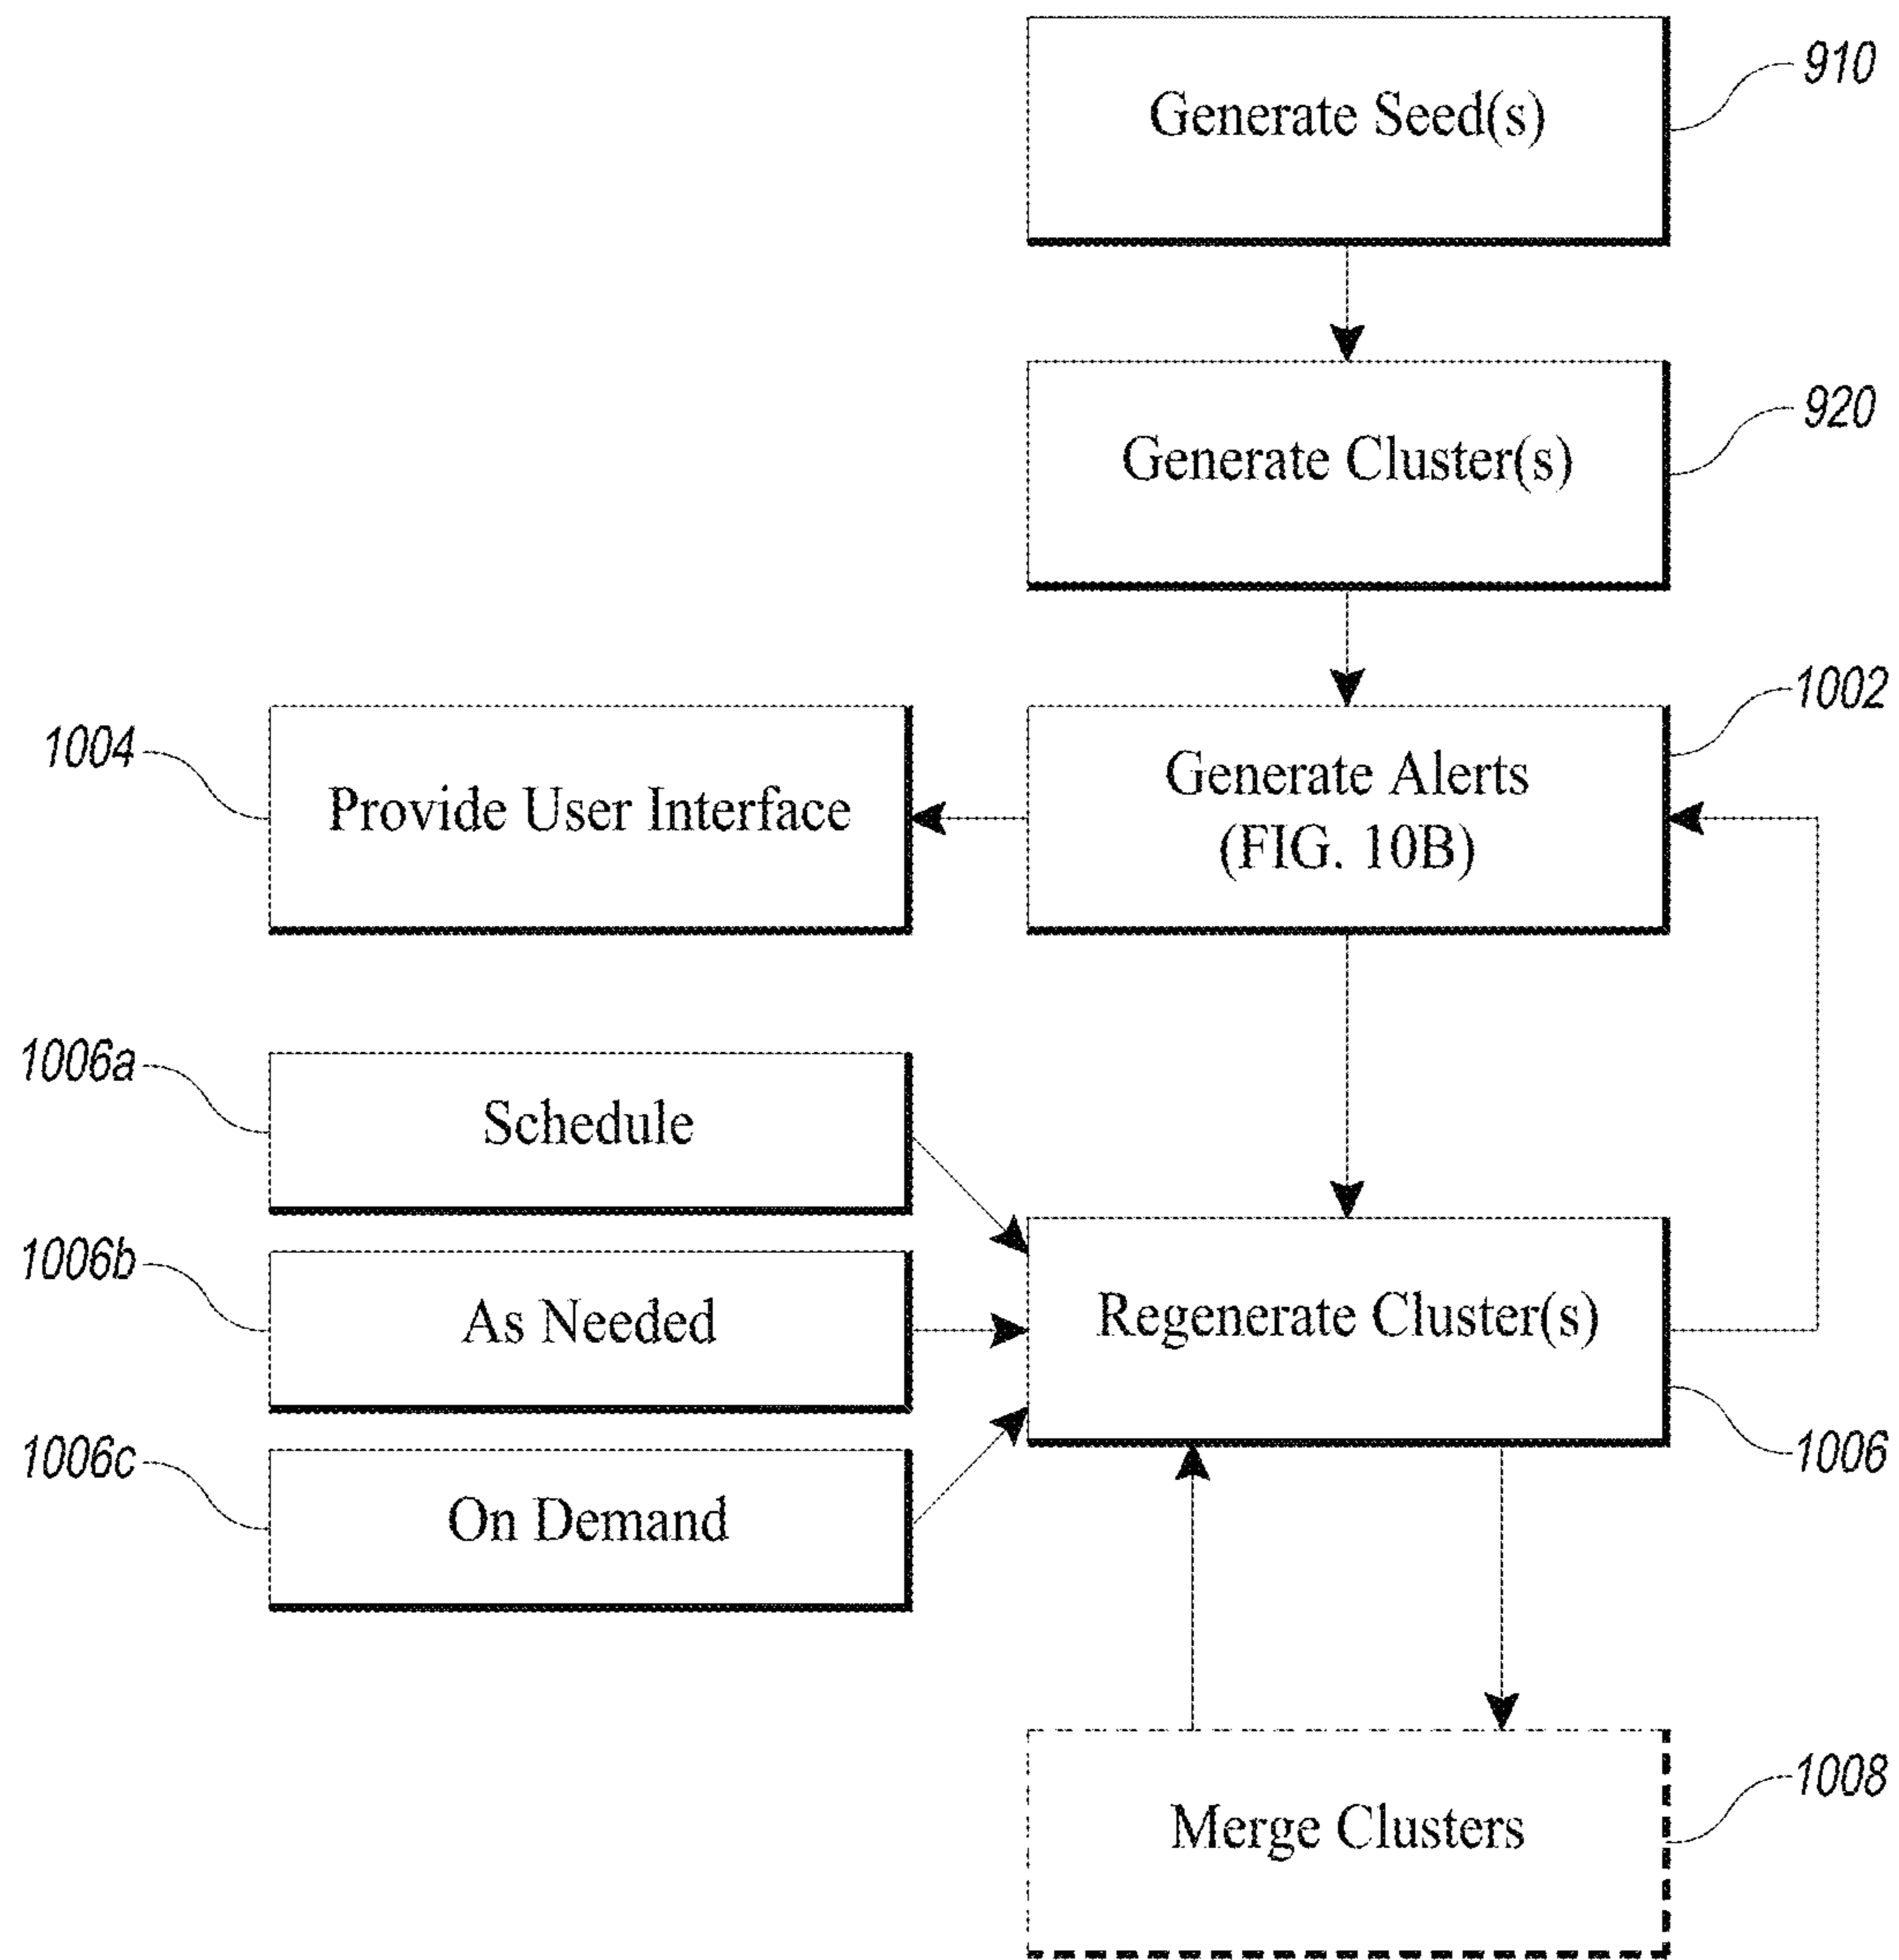 910
Generate Seed(s)
920
Generate Cluster(s)
1002
1004
Provide User Interface
Generate Alerts
(FIG. 10B)
1006a
Schedule
1006b
As Needed
Regenerate Cluster(s)
1006c
1006
On Demand
1008
Merge Clusters